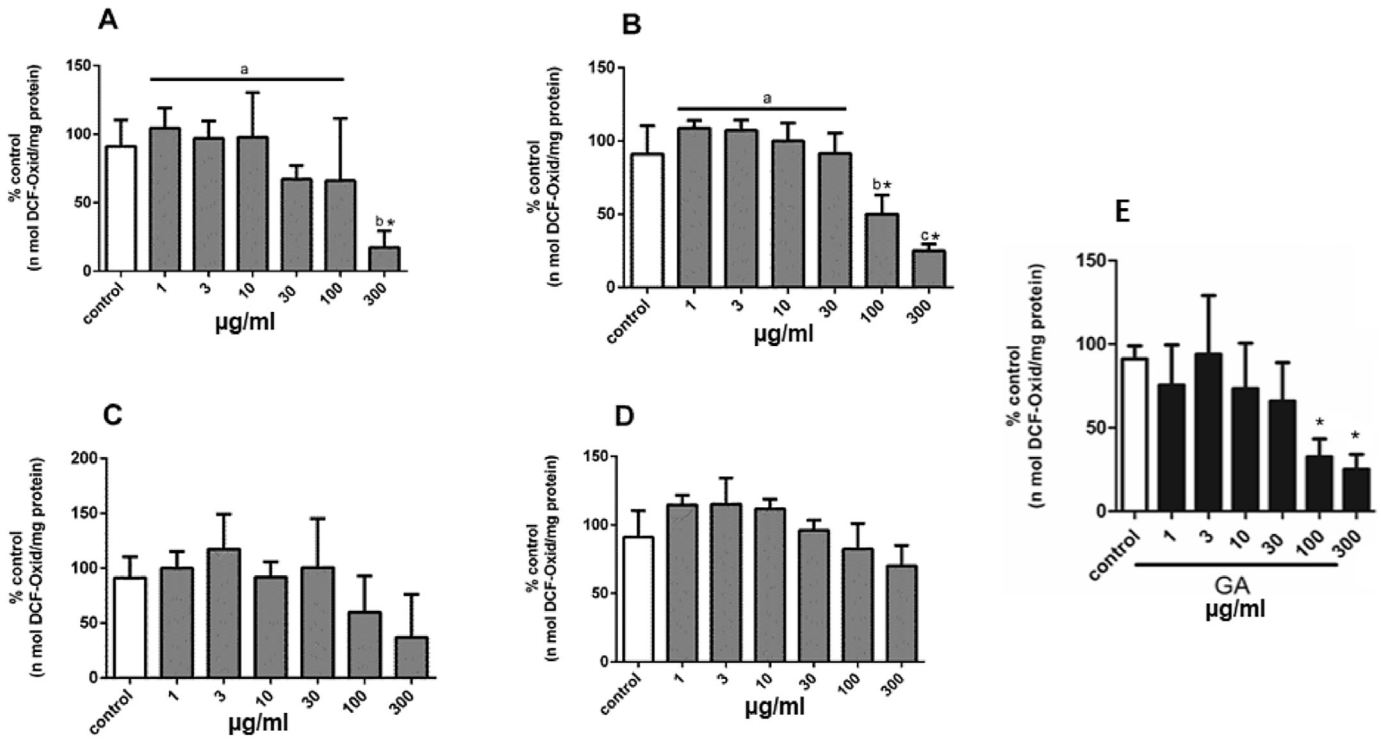 A
% control
(n mol DCF-Oxid/mg protein)
150
100
50
0
a
b*
control
1
3
10
30
100
300
µg/ml
B
% control
(n mol DCF-Oxid/mg protein)
150
100
50
0
a
b*
c*
control
1
3
10
30
100
300
µg/ml
C
% control
(n mol DCF-Oxid/mg protein)
200
150
100
50
0
control
1
3
10
30
100
300
µg/ml
D
% control
(n mol DCF-Oxid/mg protein)
150
100
50
0
control
1
3
10
30
100
300
µg/ml
E
% control
(n mol DCF-Oxid/mg protein)
150
100
50
0
*
*
control
1
3
10
30
100
300
GA
µg/ml